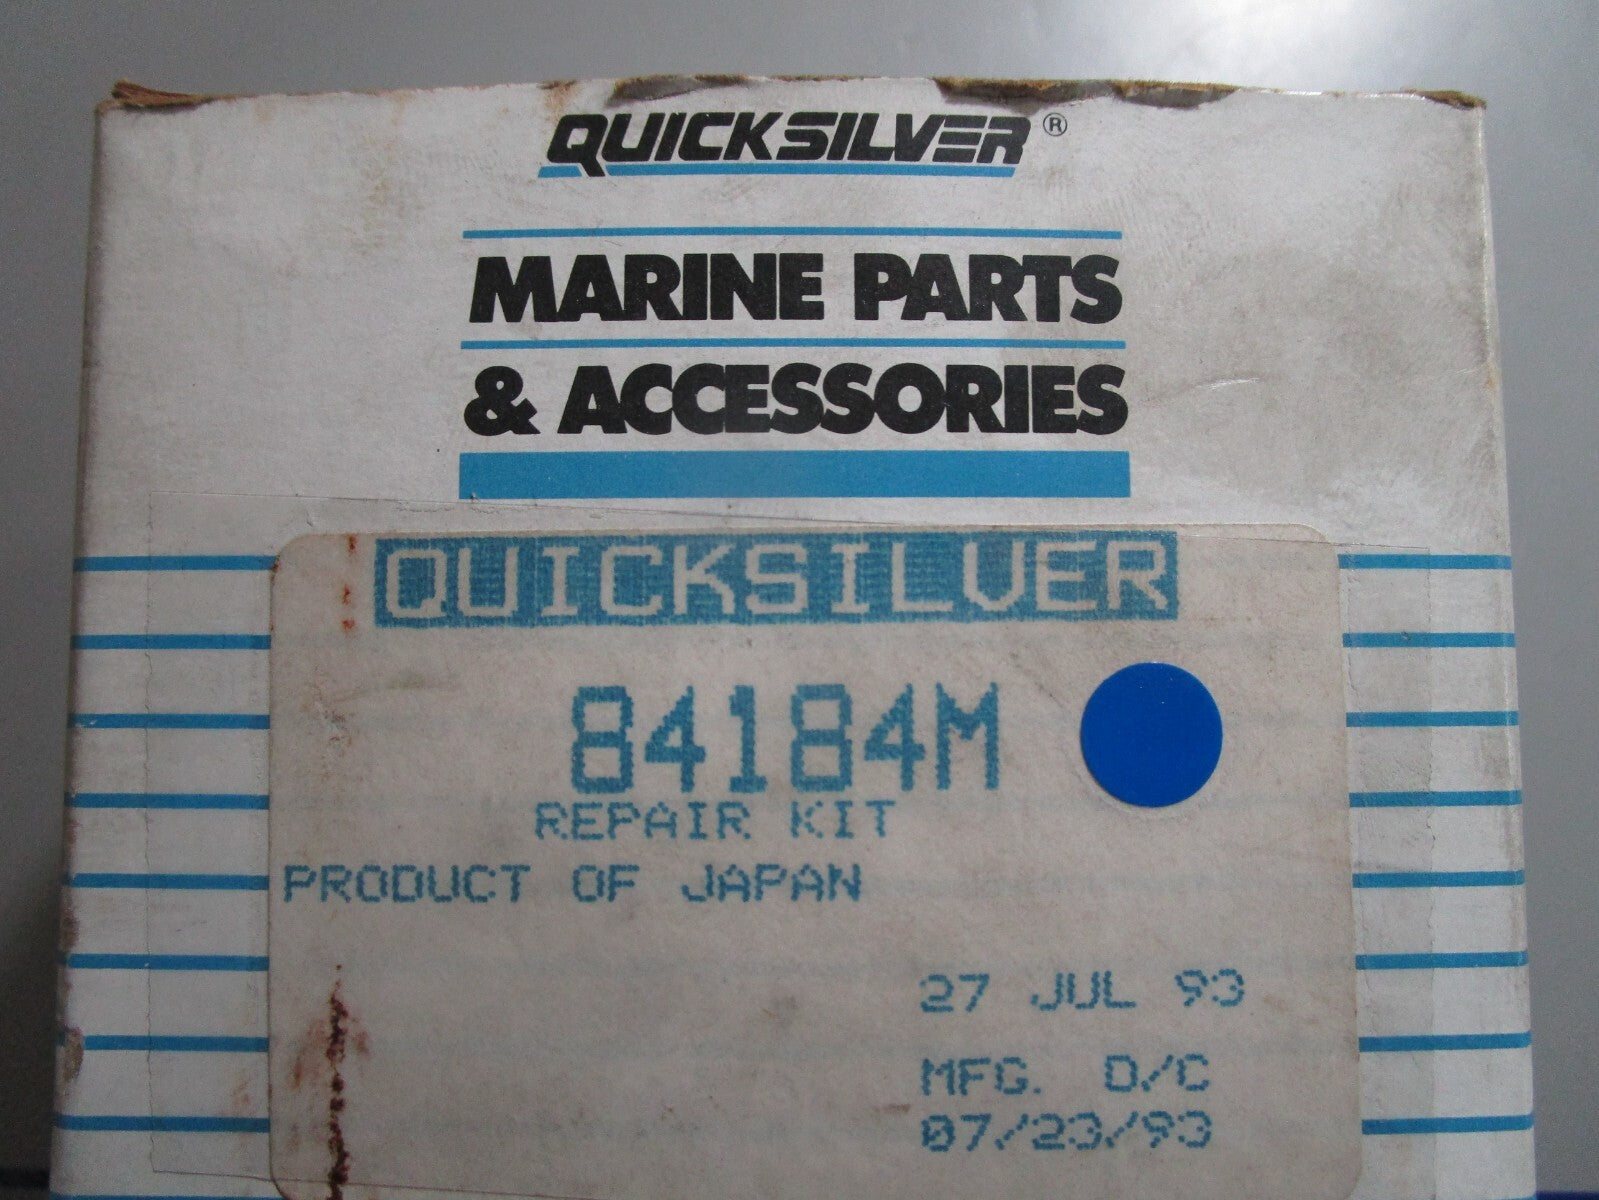 QUICKSILVER®
MARINE PARTS
& ACCESSORIES
QUICKSILVER
84184M
REPAIR KIT
PRODUCT OF JAPAN
27 JUL 93
MFG. D/C
07/23/93